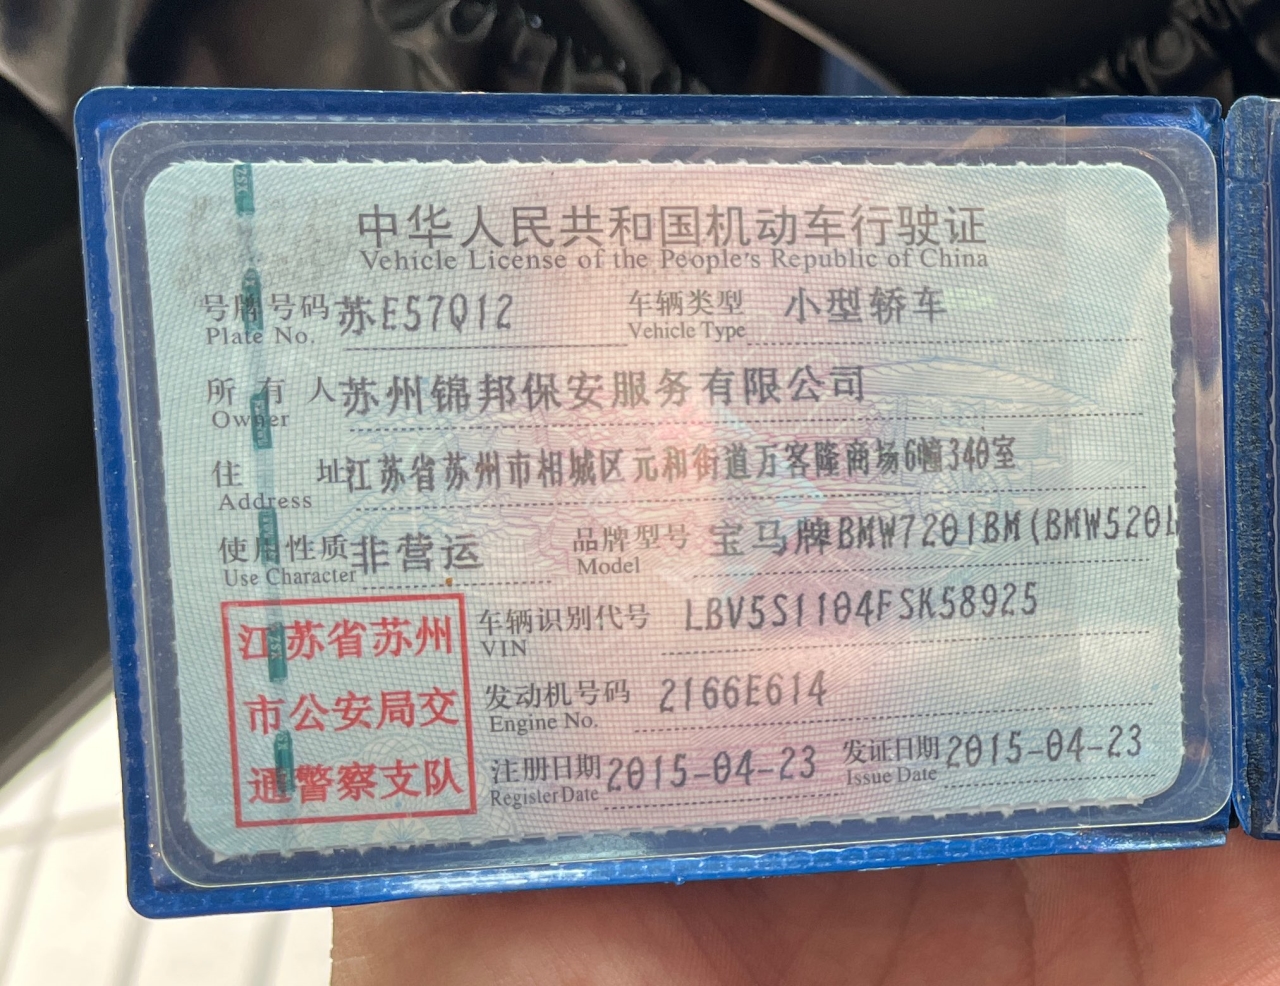 中华人民共和国机动车行驶证
Vehicle License of the People's Republic of China
号牌号码 苏E57Q12 车辆类型 小型轿车
Plate No. Vehicle Type
所有人 苏州锦邦保安服务有限公司
Owner
住址 江苏省苏州市相城区元和街道万客隆商场6幢340室
Address
使用性质 非营运 品牌型号 宝马牌BMW7201BM(BMW520L
Use Character Model
江苏省苏州
市公安局交
通警察支队
车辆识别代号 LBV5S1104FSK58925
VIN
发动机号码 2166E614
Engine No.
注册日期 2015-04-23 发证日期 2015-04-23
Register Date Issue Date